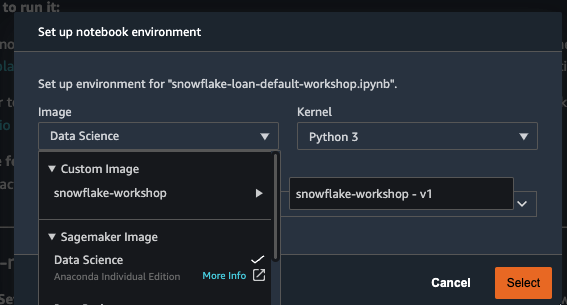 to run it:
Set up notebook environment
Set up environment for "snowflake-loan-default-workshop.ipynb".
Image
Kernel
Data Science
Python 3
Custom Image
snowflake-workshop
snowflake-workshop - v1
Sagemaker Image
Data Science
Anaconda Individual Edition
More Info
Cancel
Select